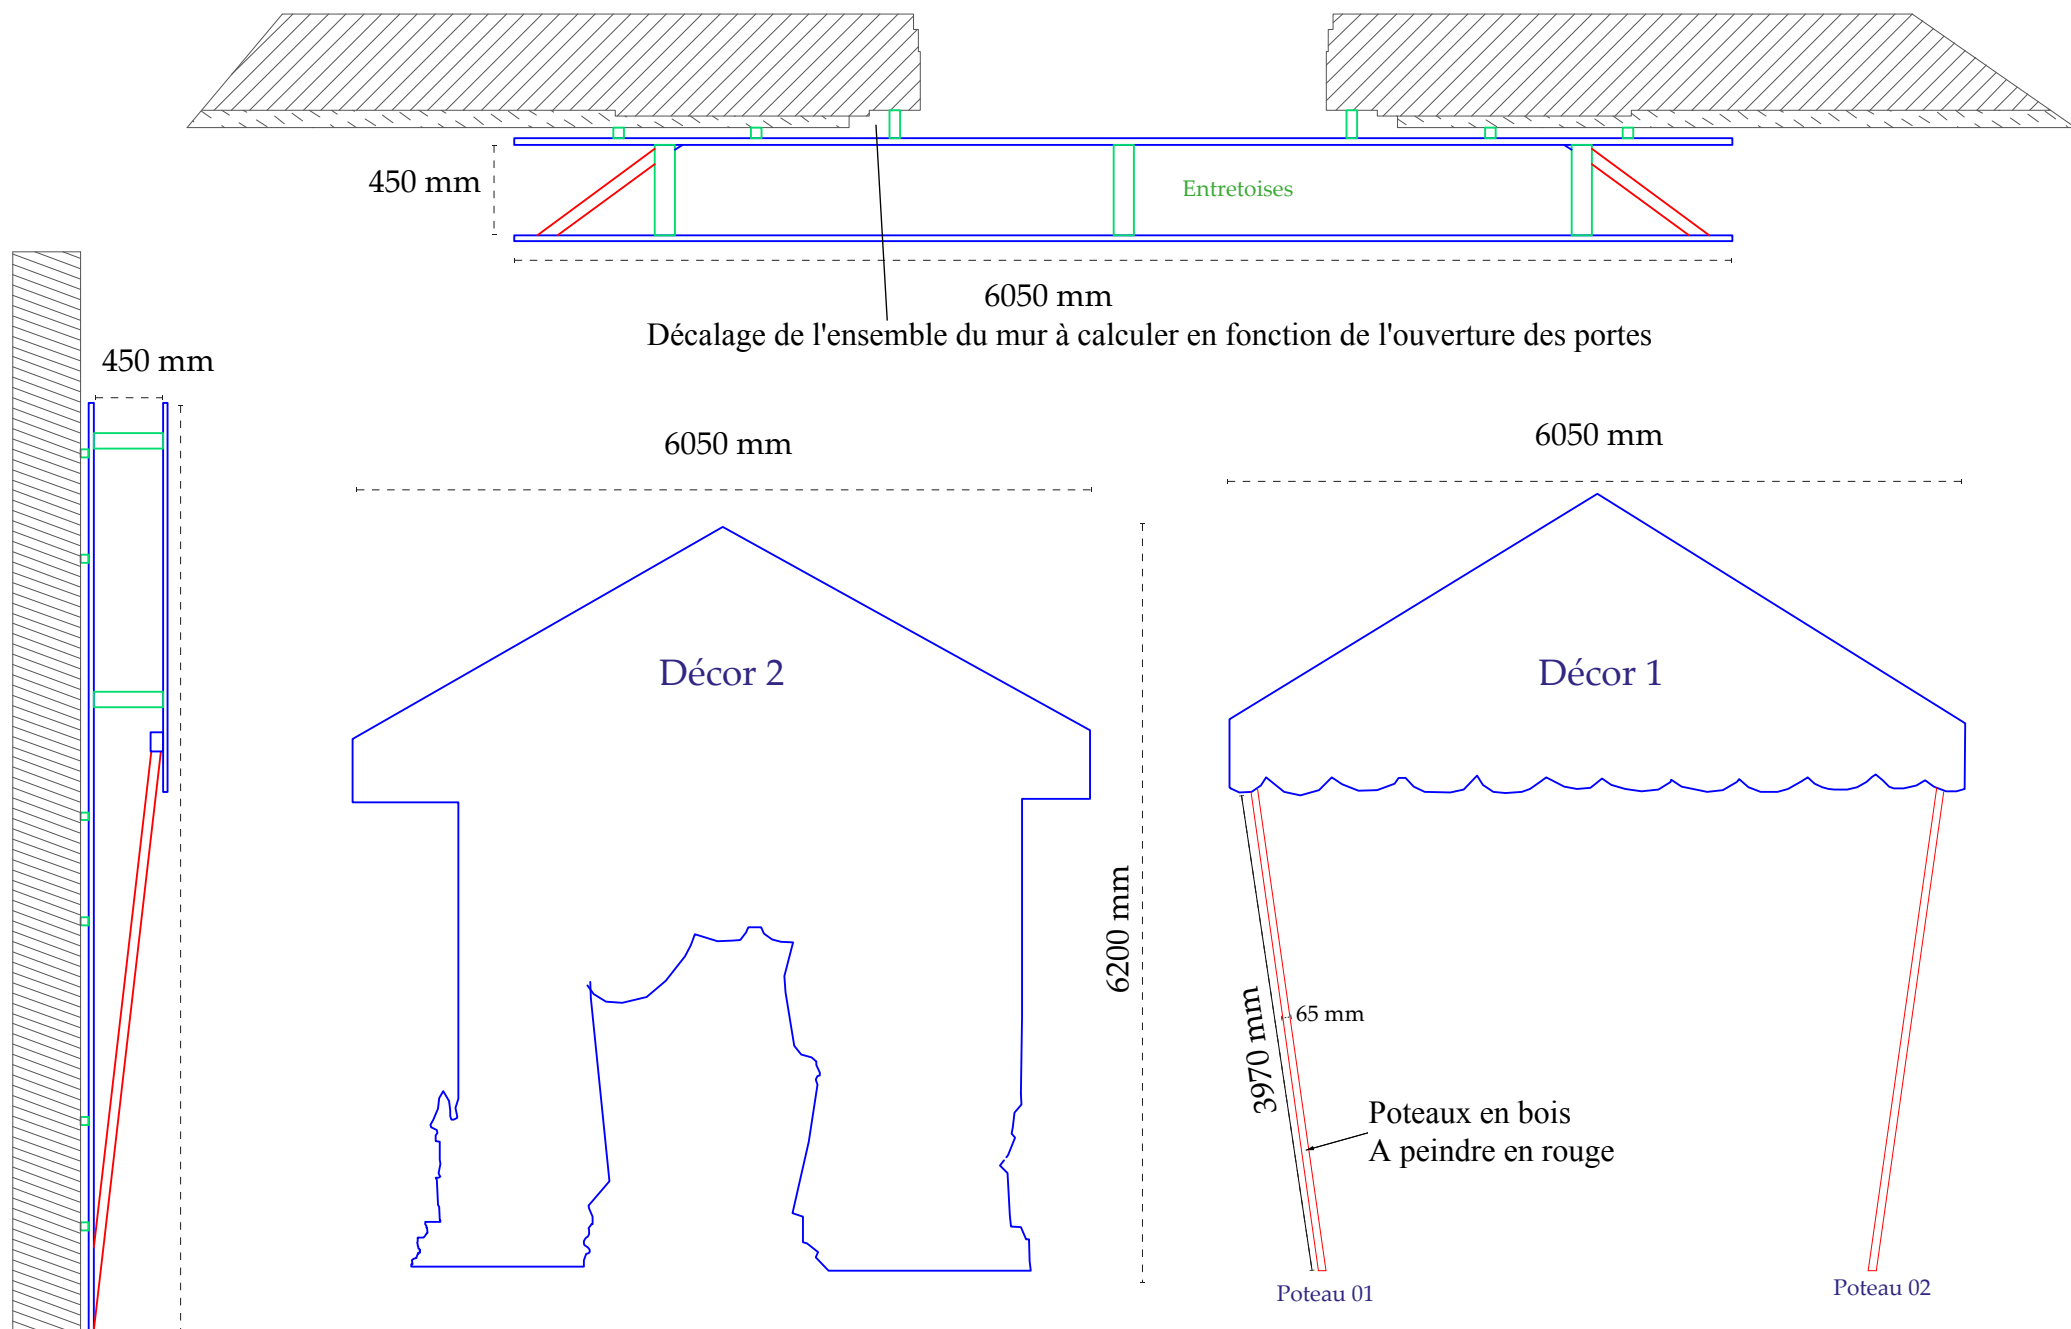 450 mm
Entretoises
6050 mm
Décalage de l'ensemble du mur à calculer en fonction de l'ouverture des portes
450 mm
6050 mm
6050 mm
Décor 2
Décor 1
6200 mm
3970 mm
65 mm
Poteaux en bois
A peindre en rouge
Poteau 01
Poteau 02